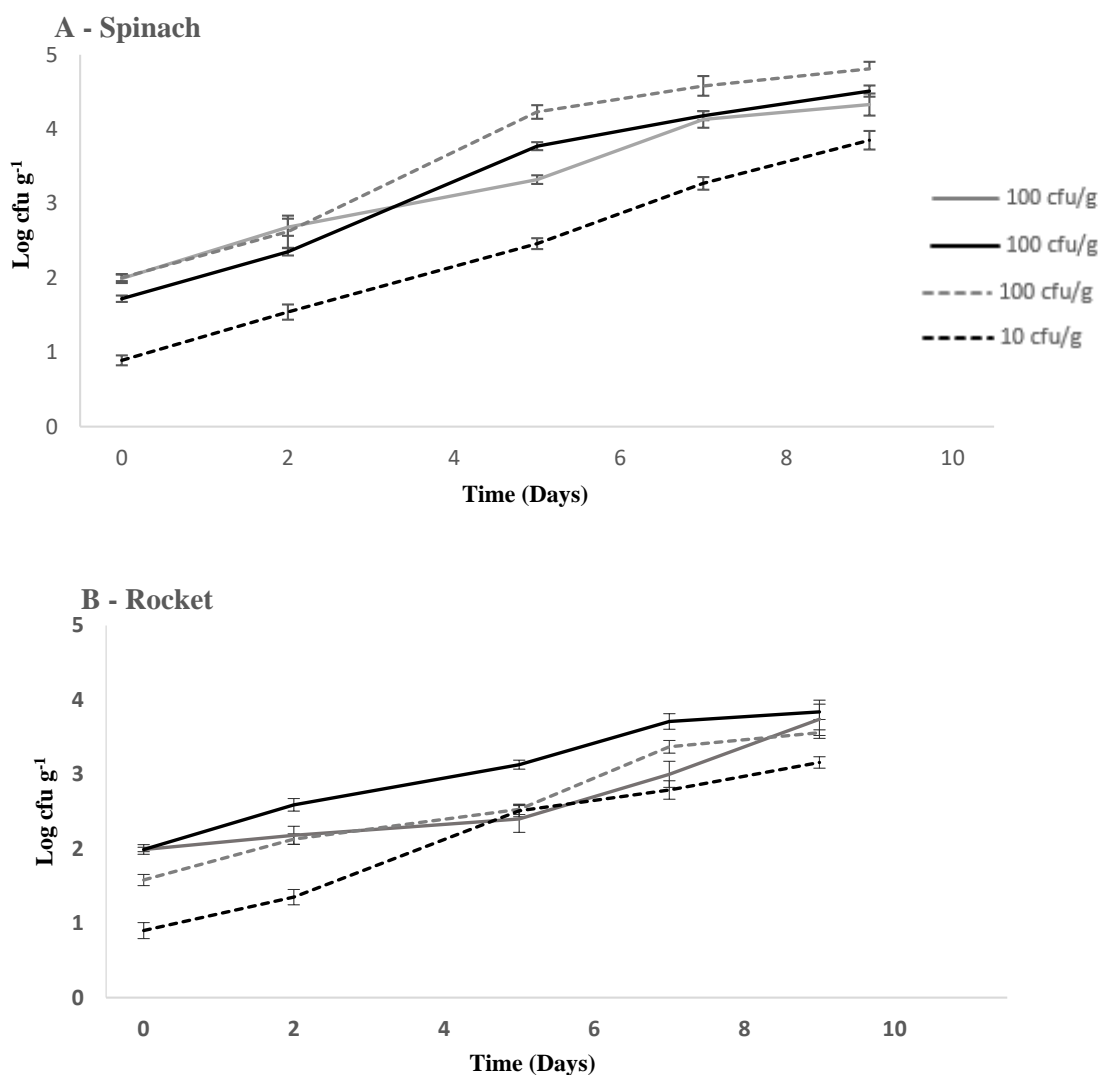 A - Spinach
5
4
3
2
1
0
Log cfu g-1
0 2 4 6 8 10
Time (Days)
100 cfu/g
100 cfu/g
100 cfu/g
10 cfu/g
B - Rocket
5
4
3
2
1
0
Log cfu g-1
0 2 4 6 8 10
Time (Days)